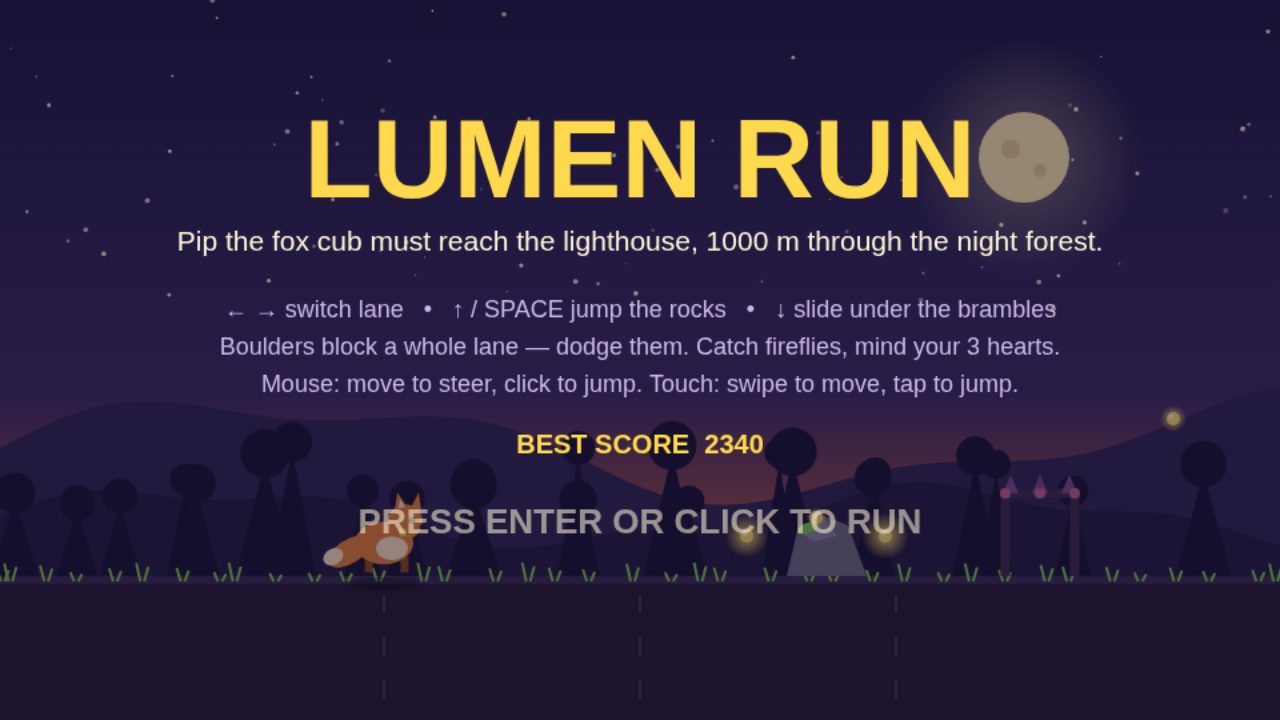 LUMEN RUN
Pip the fox cub must reach the lighthouse, 1000 m through the night forest.
← → switch lane • ↑ / SPACE jump the rocks • ↓ slide under the brambles
Boulders block a whole lane — dodge them. Catch fireflies, mind your 3 hearts.
Mouse: move to steer, click to jump. Touch: swipe to move, tap to jump.
BEST SCORE 2340
PRESS ENTER OR CLICK TO RUN